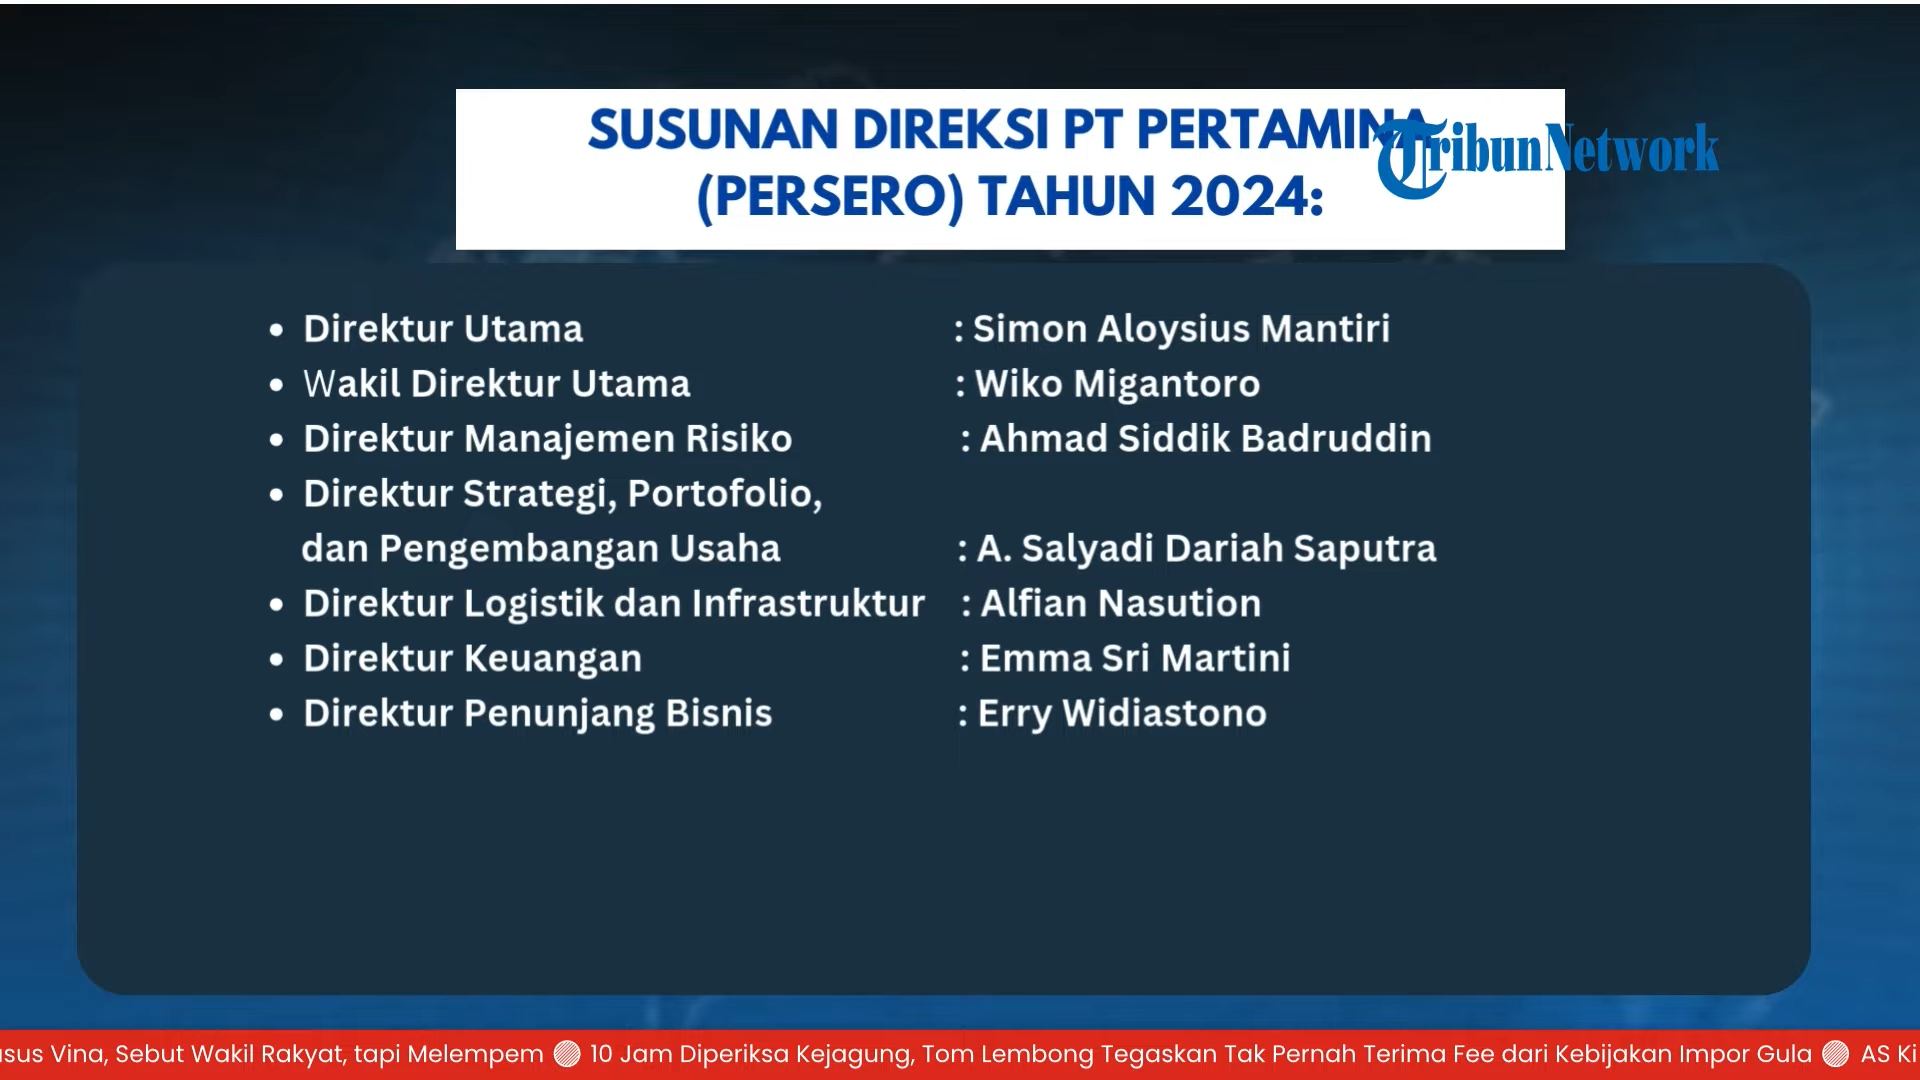 SUSUNAN DIREKSI PT PERTAMINA
(PERSERO) TAHUN 2024:
TribunNetwork
• Direktur Utama : Simon Aloysius Mantiri
• Wakil Direktur Utama : Wiko Migantoro
• Direktur Manajemen Risiko : Ahmad Siddik Badruddin
• Direktur Strategi, Portofolio,
dan Pengembangan Usaha : A. Salyadi Dariah Saputra
• Direktur Logistik dan Infrastruktur : Alfian Nasution
• Direktur Keuangan : Emma Sri Martini
• Direktur Penunjang Bisnis : Erry Widiastono
Vina, Sebut Wakil Rakyat, tapi Melempem 10 Jam Diperiksa Kejagung, Tom Lembong Tegaskan Tak Pernah Terima Fee dari Kebijakan Impor Gula AS